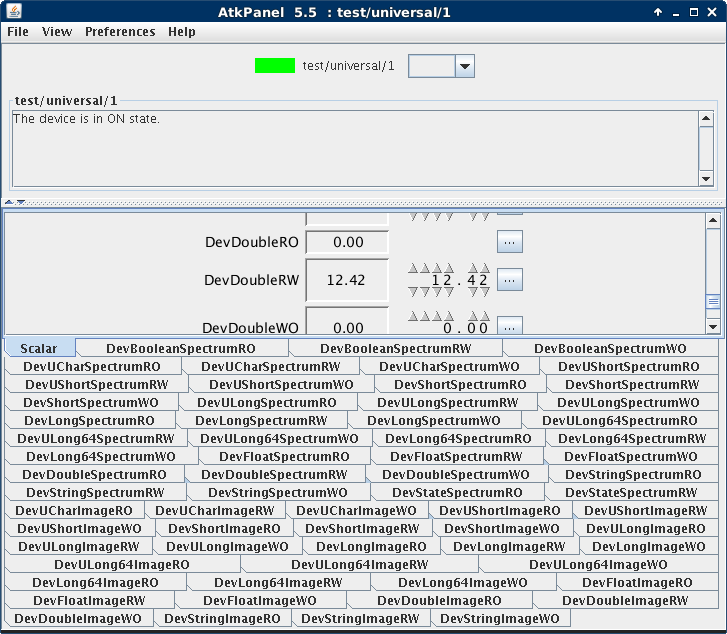 AtkPanel 5.5 : test/universal/1
File View Preferences Help
test/universal/1
test/universal/1
The device is in ON state.
DevDoubleRO 0.00 ...
DevDoubleRW 12.42 12.42 ...
DevDoubleWO 0.00 0.00 ...
Scalar DevBooleanSpectrumRO DevBooleanSpectrumRW DevBooleanSpectrumWO
DevUCharSpectrumRO DevUCharSpectrumRW DevUCharSpectrumWO DevUShortSpectrumRO
DevUShortSpectrumRW DevUShortSpectrumWO DevShortSpectrumRO DevShortSpectrumRW
DevShortSpectrumWO DevULongSpectrumRO DevULongSpectrumRW DevULongSpectrumWO
DevLongSpectrumRO DevLongSpectrumRW DevLongSpectrumWO DevULong64SpectrumRO
DevULong64SpectrumRW DevULong64SpectrumWO DevLong64SpectrumRO DevLong64SpectrumRW
DevLong64SpectrumWO DevFloatSpectrumRO DevFloatSpectrumRW DevFloatSpectrumWO
DevDoubleSpectrumRO DevDoubleSpectrumRW DevDoubleSpectrumWO DevStringSpectrumRO
DevStringSpectrumRW DevStringSpectrumWO DevStateSpectrumRO DevStateSpectrumRW
DevUCharImageRO DevUCharImageRW DevUCharImageWO DevUShortImageRO DevUShortImageRW
DevUShortImageWO DevShortImageRO DevShortImageRW DevShortImageWO DevULongImageRO
DevULongImageRW DevULongImageWO DevLongImageRO DevLongImageRW DevLongImageWO
DevULong64ImageRO DevULong64ImageRW DevULong64ImageWO
DevLong64ImageRO DevLong64ImageRW DevLong64ImageWO DevFloatImageRO
DevFloatImageRW DevFloatImageWO DevDoubleImageRO DevDoubleImageRW
DevDoubleImageWO DevStringImageRO DevStringImageRW DevStringImageWO